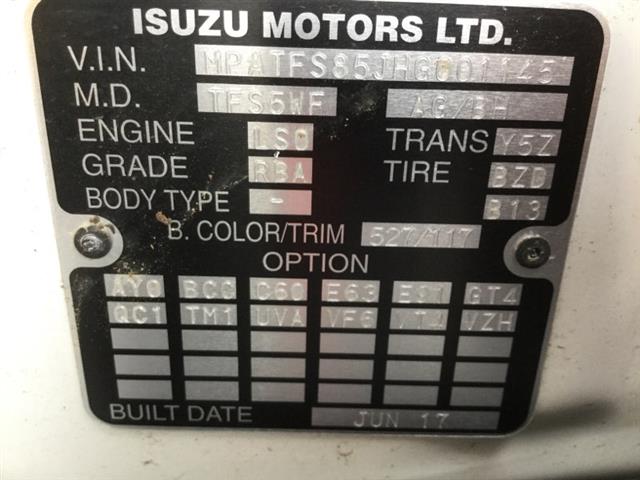 ISUZU MOTORS LTD.
V.I.N. MPATFS85JHG001145
M.D. TFS5WF AG/BH
ENGINE LS0 TRANS Y5Z
GRADE RBA TIRE BZD
BODY TYPE - B13
B. COLOR/TRIM 527/117
OPTION
AY0 BCC C60 E63 GT4
QC1 TM1 UVA VF6 VZH
BUILT DATE JUN 17